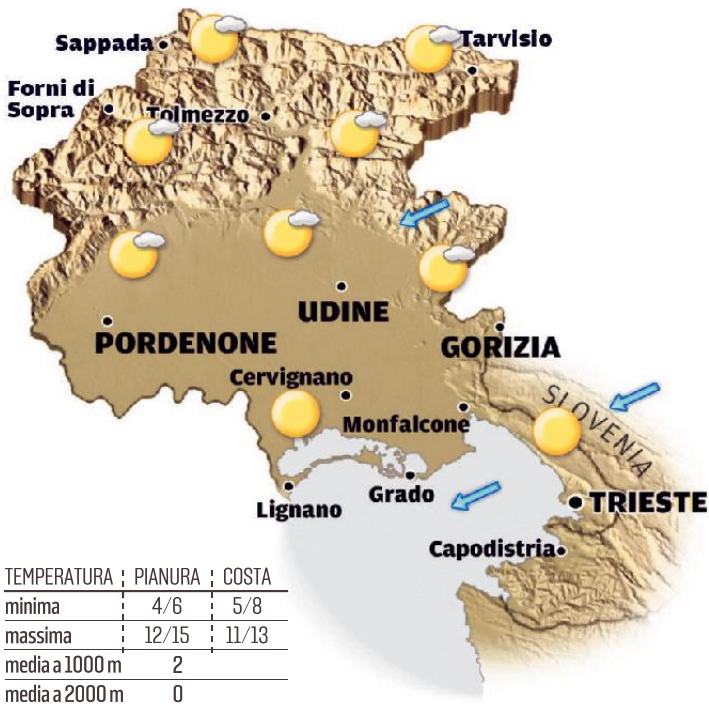 Sappada
Tarvisio
Forni di
Sopra
Tolmezzo
UDINE
PORDENONE
GORIZIA
Cervignano
SLOVENIA
Monfalcone
Grado
Lignano
TRIESTE
Capodistria
TEMPERATURA PIANURA COSTA
minima 4/6 5/8
massima 12/15 11/13
media a 1000 m 2
media a 2000 m 0